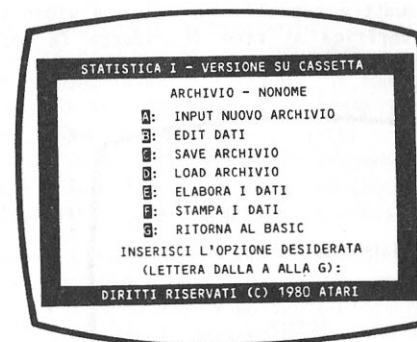 STATISTICA I - VERSIONE SU CASSETTA
ARCHIVIO - NONOME
A: INPUT NUOVO ARCHIVIO
B: EDIT DATI
C: SAVE ARCHIVIO
D: LOAD ARCHIVIO
E: ELABORA I DATI
F: STAMPA I DATI
G: RITORNA AL BASIC
INSERISCI L'OPZIONE DESIDERATA
(LETTERA DALLA A ALLA G):
DIRITTI RISERVATI (C) 1980 ATARI